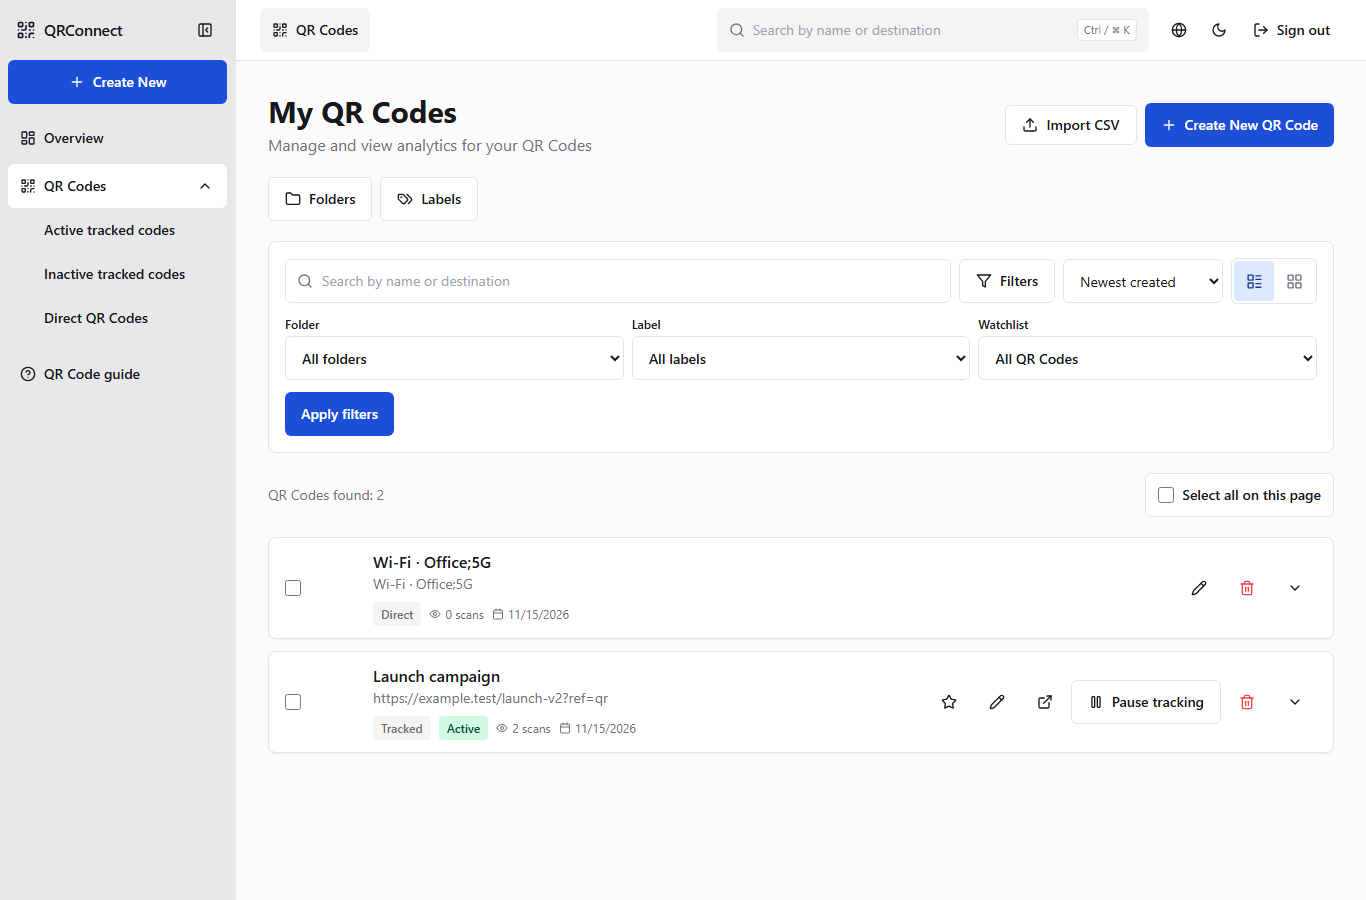 QRConnect
Create New
Overview
QR Codes
Active tracked codes
Inactive tracked codes
Direct QR Codes
QR Code guide
QR Codes
Search by name or destination
Ctrl / ⌘ K
Sign out
My QR Codes
Manage and view analytics for your QR Codes
Import CSV
Create New QR Code
Folders
Labels
Search by name or destination
Filters
Newest created
Folder
Label
Watchlist
All folders
All labels
All QR Codes
Apply filters
QR Codes found: 2
Select all on this page
Wi-Fi · Office;5G
Wi-Fi · Office;5G
Direct
0 scans
11/15/2026
Launch campaign
https://example.test/launch-v2?ref=qr
Tracked
Active
2 scans
11/15/2026
Pause tracking